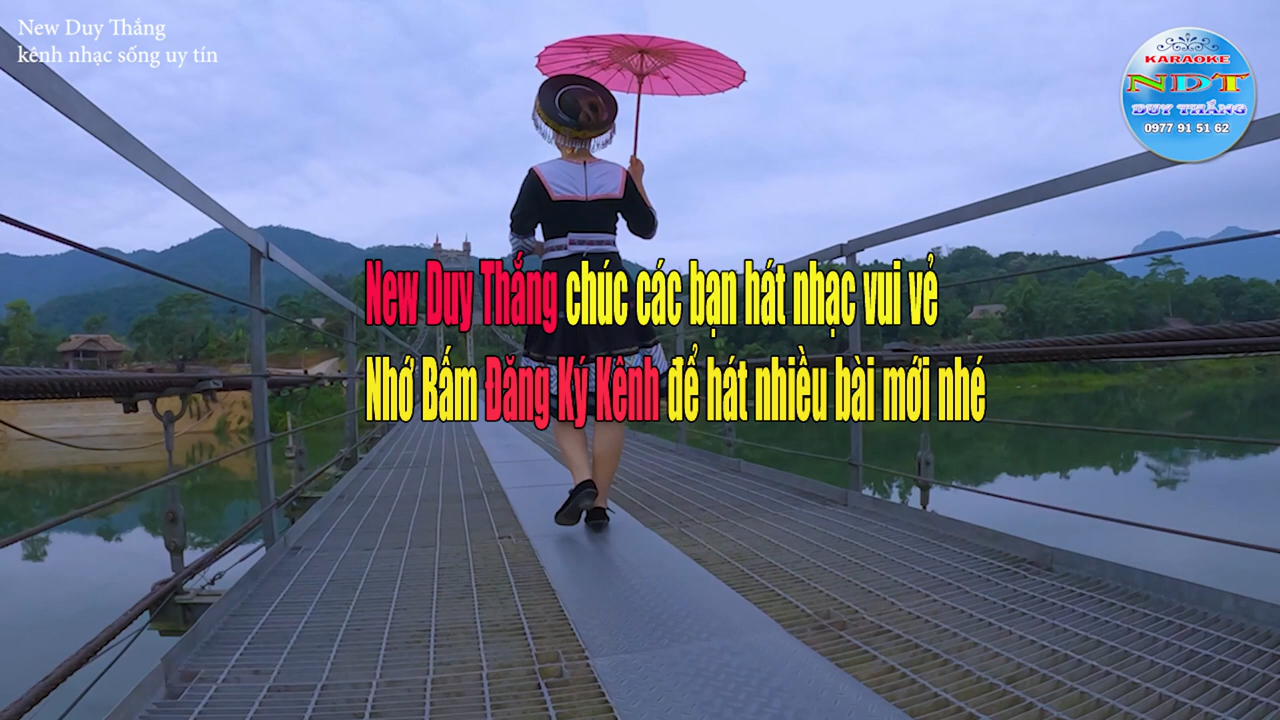 New Duy Thắng
kênh nhạc sống uy tín
KARAOKE
NDT
DUY THẮNG
0977 91 51 62
New Duy Thắng chúc các bạn hát nhạc vui vẻ
Nhớ Bấm Đăng Ký Kênh để hát nhiều bài mới nhé